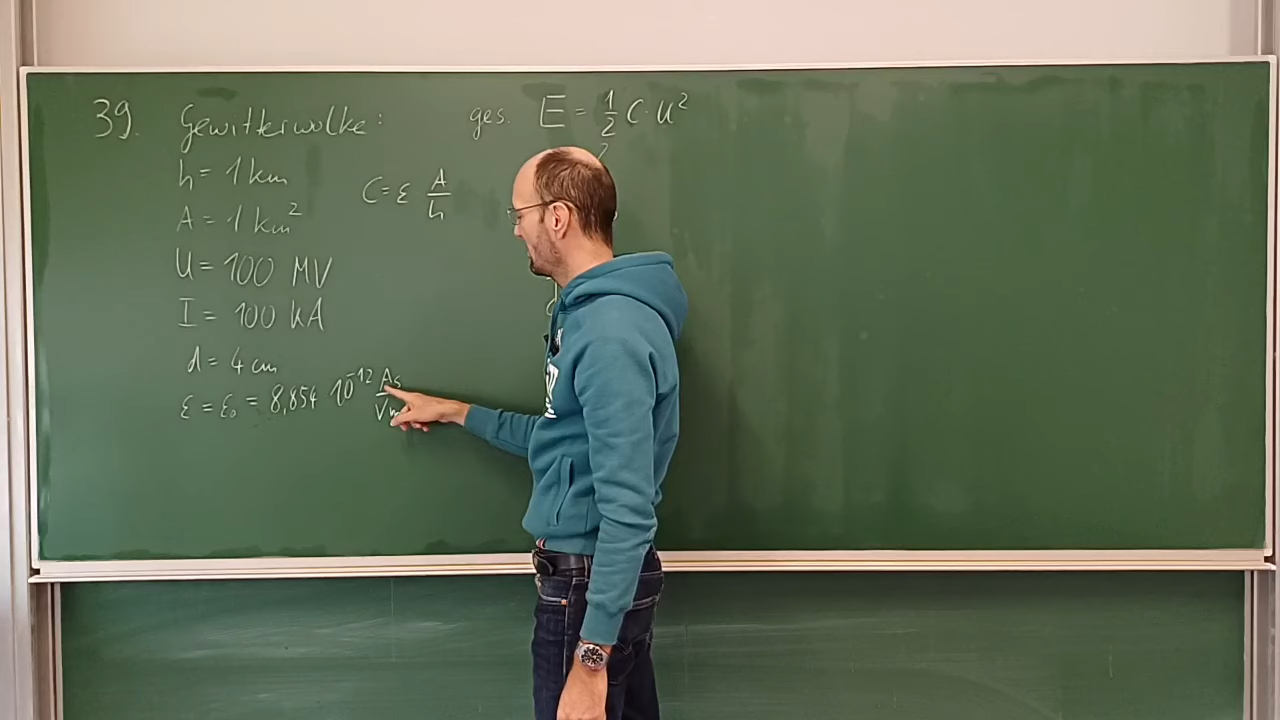 39. Gewitterwolke: ges. E = 1/2 C · U²
h = 1 km
C = ε A/h
A = 1 km²
U = 100 MV
I = 100 kA
d = 4 cm
ε = ε₀ = 8,854 10⁻¹² As/Vm